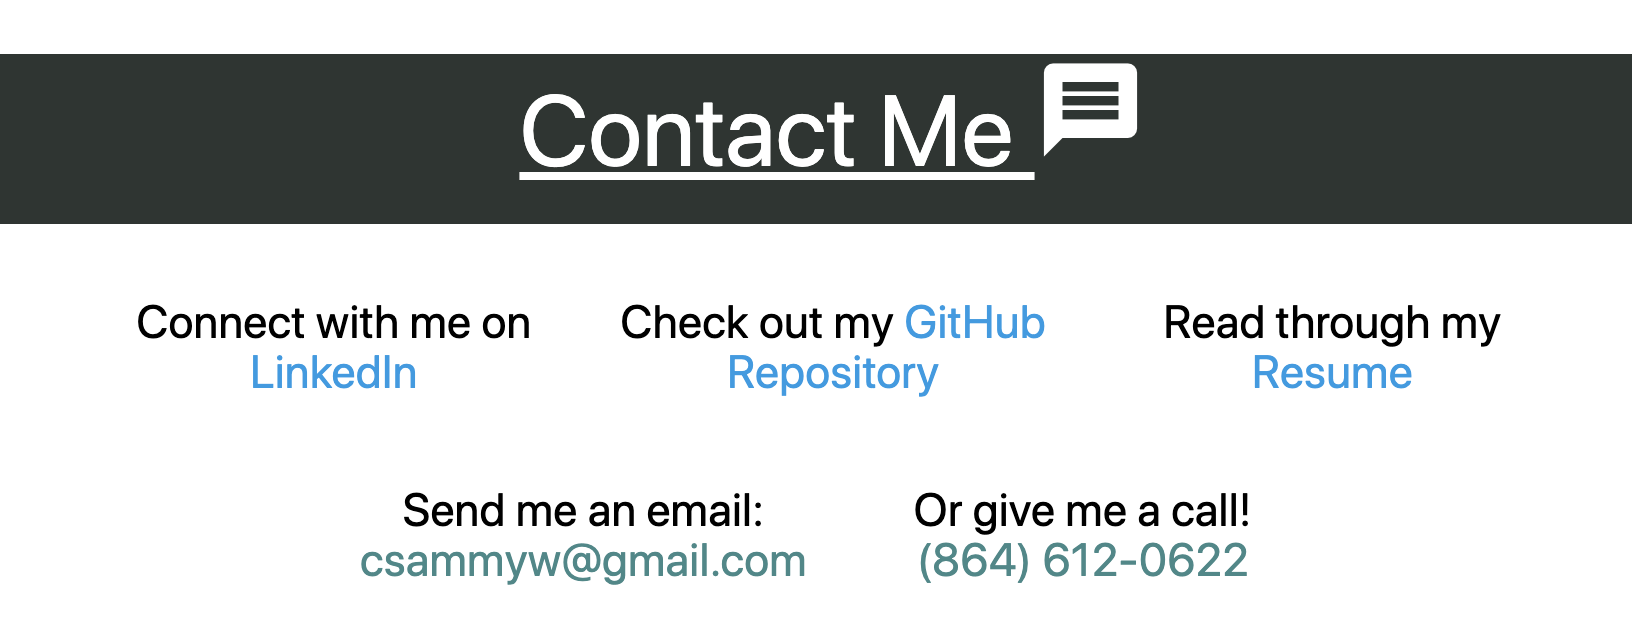 Contact Me
Connect with me on
LinkedIn
Check out my GitHub
Repository
Read through my
Resume
Send me an email:
csammyw@gmail.com
Or give me a call!
(864) 612-0622